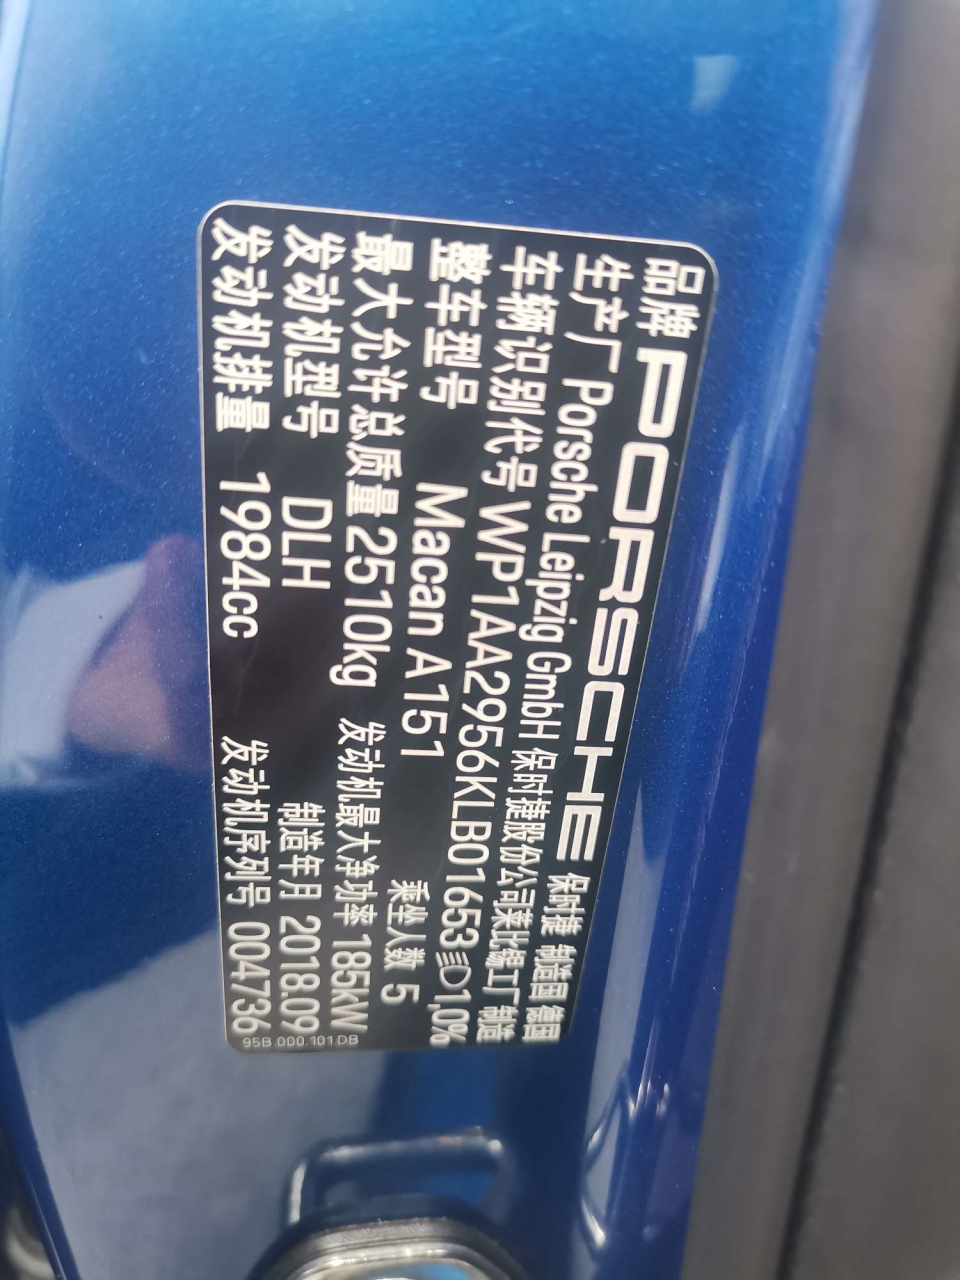 品牌 PORSCHE 保时捷 制造国 德国
生产厂 Porsche Leipzig GmbH 保时捷股份公司莱比锡工厂 制造
车辆识别代号 WP1AA2956KLB01653 1,0%
整车型号 Macan A151 乘坐人数 5
最大允许总质量 2510kg 发动机最大净功率 185kW
发动机型号 DLH 制造年月 2018.09
发动机排量 1984cc 发动机序列号 004736
95B.000.101.DB